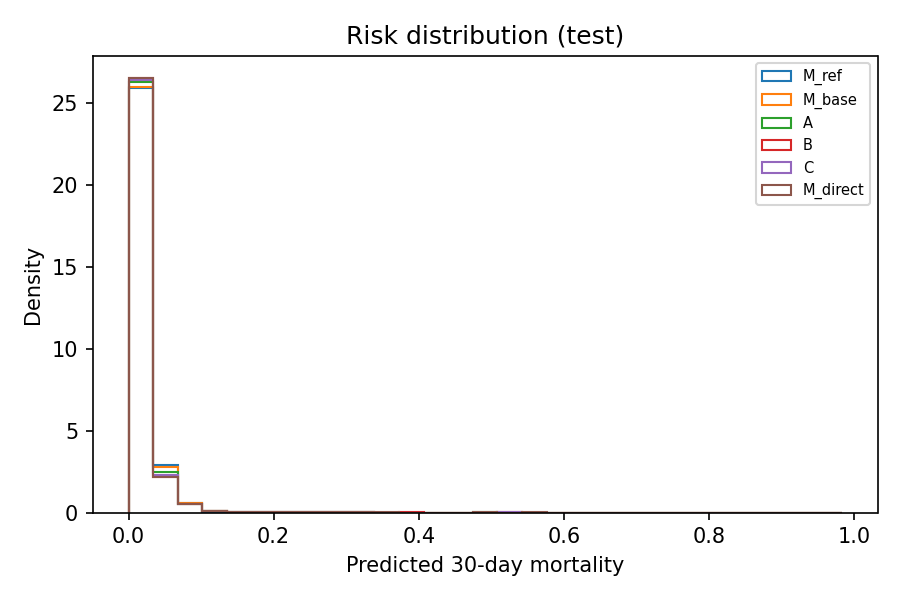 Risk distribution (test)
M_ref
M_base
A
B
C
M_direct
Density
25
20
15
10
5
0
0.0 0.2 0.4 0.6 0.8 1.0
Predicted 30-day mortality